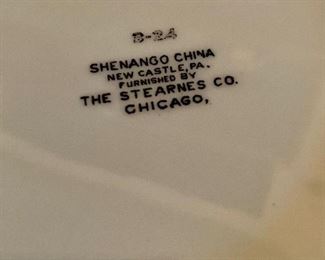 B-24
SHENANGO CHINA
NEW CASTLE, PA.
FURNISHED BY
THE STEARNES CO.
CHICAGO,